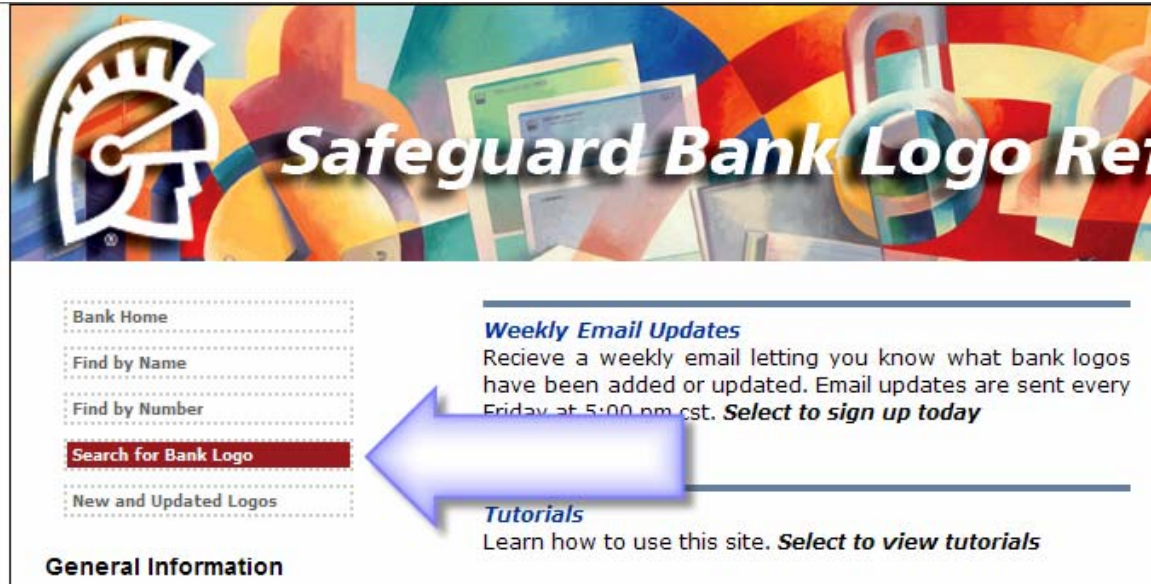 Safeguard Bank Logo Ref
®
Bank Home
Find by Name
Find by Number
Search for Bank Logo
New and Updated Logos
General Information
Weekly Email Updates
Recieve a weekly email letting you know what bank logos
have been added or updated. Email updates are sent every
Friday at 5:00 pm cst. Select to sign up today
Tutorials
Learn how to use this site. Select to view tutorials